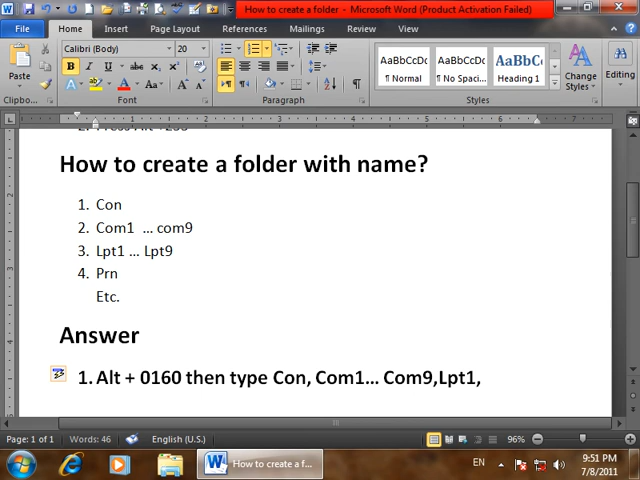 How to create a folder - Microsoft Word (Product Activation Failed)
File Home Insert Page Layout References Mailings Review View
Calibri (Body) 20
Paste
AaBbCcDc AaBbCcDc AaBbC
¶ Normal ¶ No Spaci... Heading 1
Change Styles
Editing
Clipboa... Font Paragraph Styles
How to create a folder with name?
1. Con
2. Com1 ... com9
3. Lpt1 ... Lpt9
4. Prn
Etc.
Answer
1. Alt + 0160 then type Con, Com1... Com9,Lpt1,
Page: 1 of 1 Words: 46 English (U.S.) 96%
How to create a f...
EN
9:51 PM
7/8/2011